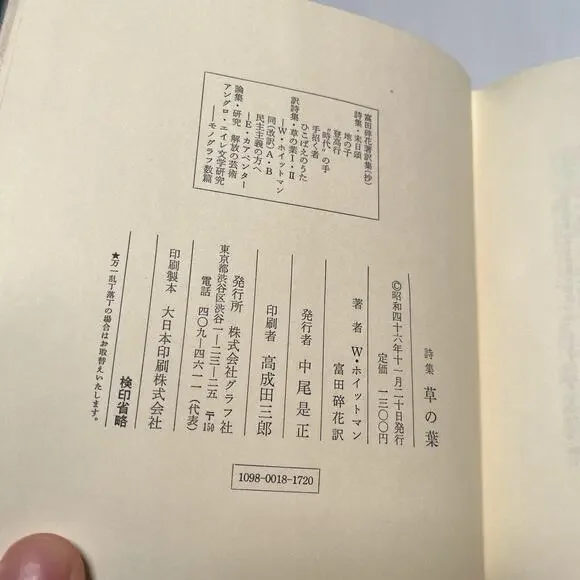 富田砕花著訳集(抄)
詩集・末日頌
地の子
登高行
“時代”の手
手招く者
ひこばえのうた
訳詩集・草の葉Ⅰ・Ⅱ
―W・ホイットマン
同(改訳)A・B
民主主義の方へ
―E・カアペンター
論集・研究 解放の芸術
アングロ・エイレ文学研究
―モノグラフ数篇
詩集 草の葉
©昭和四十六年十一月二十日発行
定価 一三〇〇円
著者 W・ホイットマン
富田砕花訳
発行者 中尾是正
印刷者 高成田三郎
発行所 株式会社グラフ社
東京都渋谷区渋谷一―二三―二五 〒150
電話 四〇九―四六一一(代表)
印刷製本 大日本印刷株式会社
検印省略
★万一乱丁落丁の場合はお取替えいたします。
1098-0018-1720